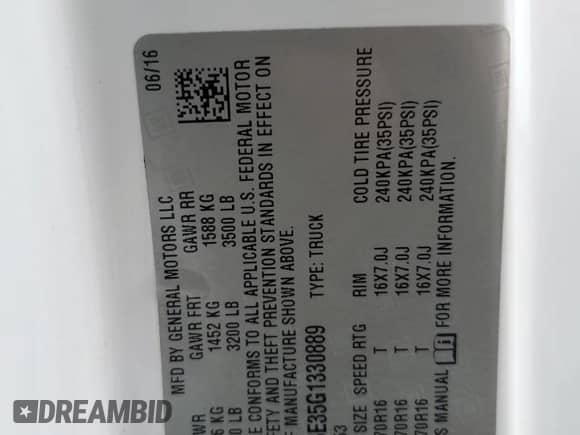 06/16
MFD BY GENERAL MOTORS LLC
GAWR FRT GAWR RR
1452 KG 1588 KG
3200 LB 3500 LB
CONFORMS TO ALL APPLICABLE U.S. FEDERAL MOTOR
AND THEFT PREVENTION STANDARDS IN EFFECT ON
MANUFACTURE SHOWN ABOVE.
E35G1330889 TYPE: TRUCK
SIZE SPEED RTG RIM COLD TIRE PRESSURE
70R16 T 16X7.0J 240KPA(35PSI)
70R16 T 16X7.0J 240KPA(35PSI)
70R16 T 16X7.0J 240KPA(35PSI)
MANUAL FOR MORE INFORMATION.
DREAMBID